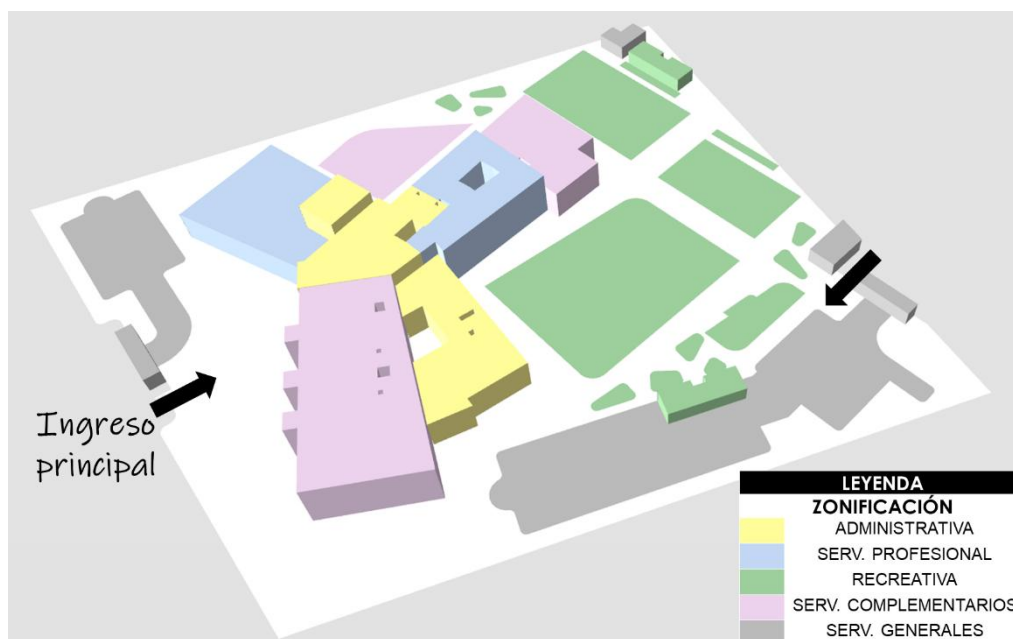 Ingreso
principal
LEYENDA
ZONIFICACIÓN
ADMINISTRATIVA
SERV. PROFESIONAL
RECREATIVA
SERV. COMPLEMENTARIOS
SERV. GENERALES